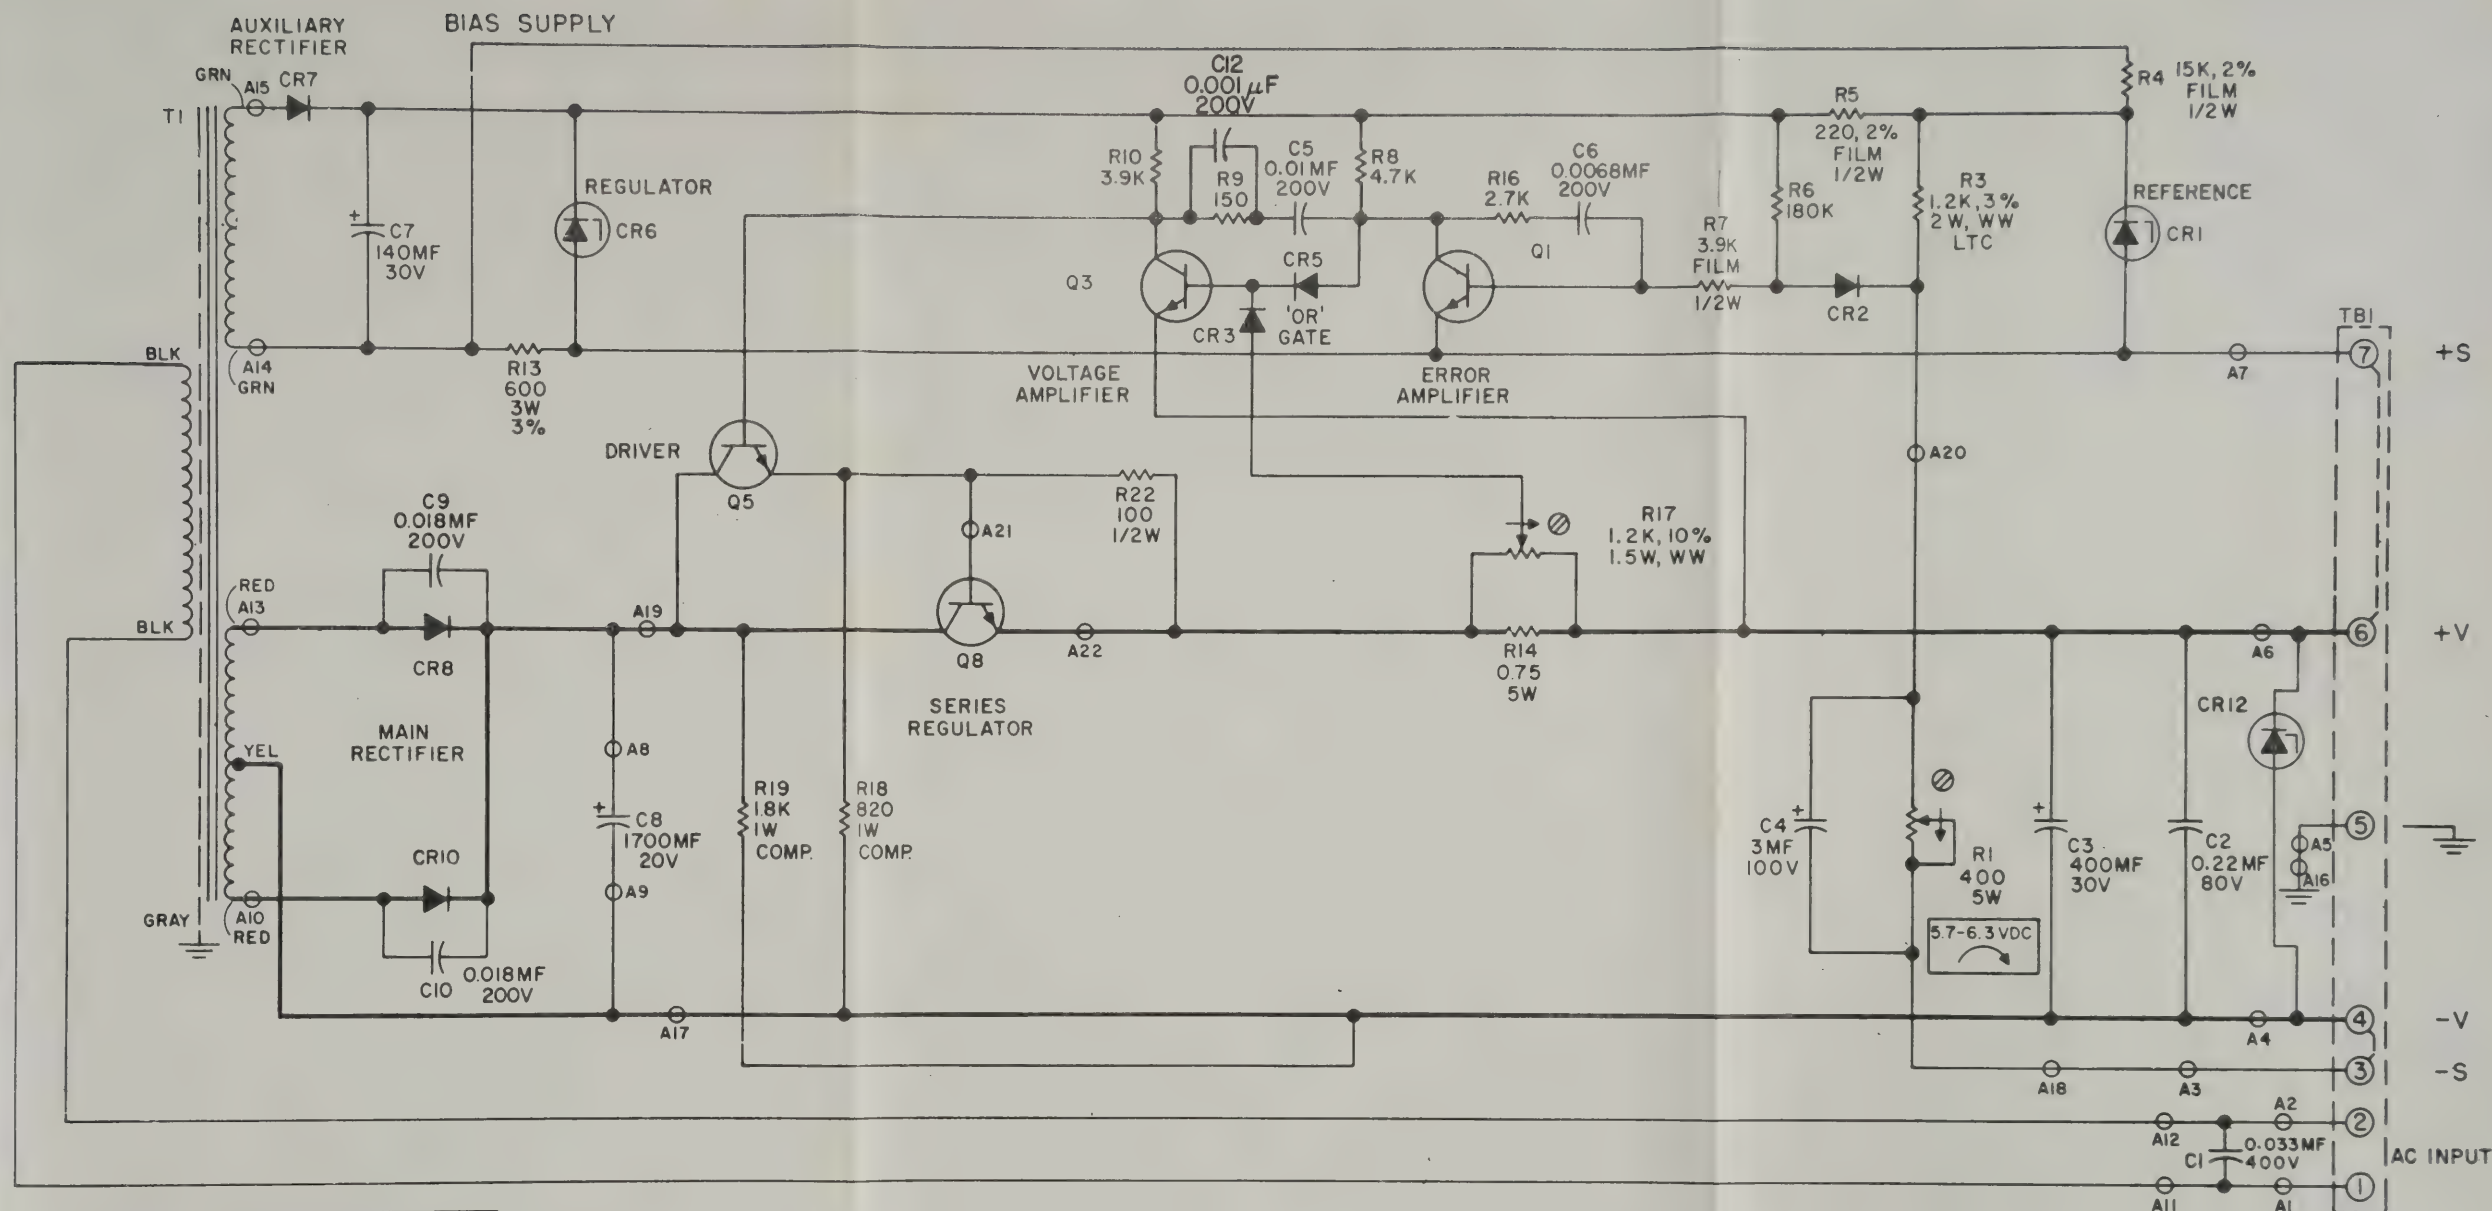 AUXILIARY
RECTIFIER
BIAS SUPPLY
GRN
A15
CR7
T1
C12
0.001µF
200V
R4
15K, 2%
FILM
1/2W
R5
220, 2%
FILM
1/2W
R10
3.9K
C5
0.01MF
200V
R9
150
R8
4.7K
R16
2.7K
C6
0.0068MF
200V
R6
180K
R3
1.2K, 3%
2W, WW
LTC
REFERENCE
CR1
REGULATOR
CR6
C7
140MF
30V
+
R7
3.9K
FILM
1/2W
Q1
Q3
CR5
'OR'
GATE
CR3
CR2
TB1
BLK
A14
GRN
R13
600
3W
3%
VOLTAGE
AMPLIFIER
ERROR
AMPLIFIER
A7
7
+S
DRIVER
Q5
A20
C9
0.018MF
200V
R22
100
1/2W
A21
R17
1.2K, 10%
1.5W, WW
RED
A13
BLK
A19
CR8
Q8
A22
R14
0.75
5W
A6
6
+V
SERIES
REGULATOR
CR12
MAIN
RECTIFIER
YEL
A8
R19
1.8K
1W
COMP.
R18
820
1W
COMP.
+
C8
1700MF
20V
A9
C4
3MF
100V
+
R1
400
5W
+
C3
400MF
30V
C2
0.22MF
80V
5
A5
A16
CR10
GRAY
A10
RED
5.7-6.3 VDC
C10
0.018MF
200V
A17
A4
4
-V
A18
A3
3
-S
A12
A2
2
C1
0.033MF
400V
AC INPUT
A11
A1
1